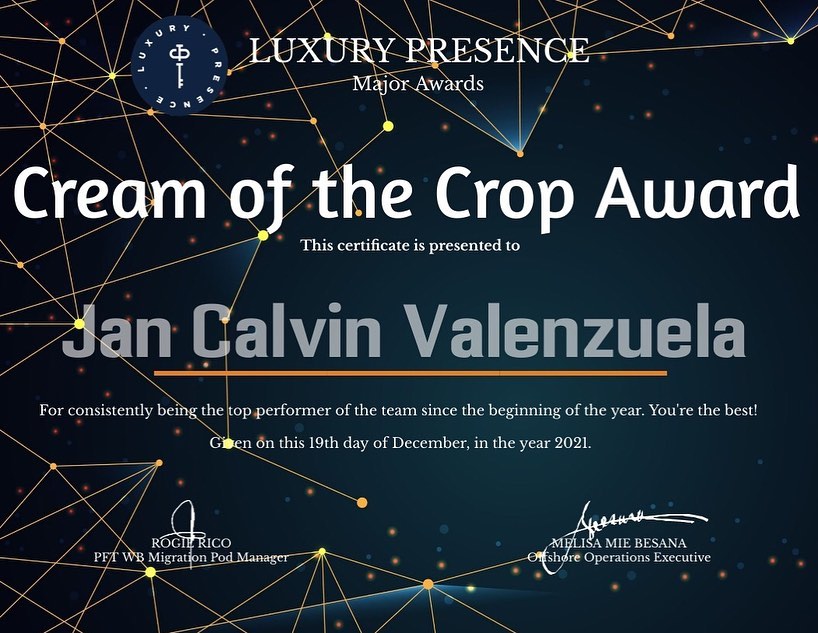 LUXURY · PRESENCE ·
LUXURY PRESENCE
Major Awards
Cream of the Crop Award
This certificate is presented to
Jan Calvin Valenzuela
For consistently being the top performer of the team since the beginning of the year. You're the best!
Given on this 19th day of December, in the year 2021.
ROGIE RICO
PFT WB Migration Pod Manager
MELISA MIE BESANA
Offshore Operations Executive